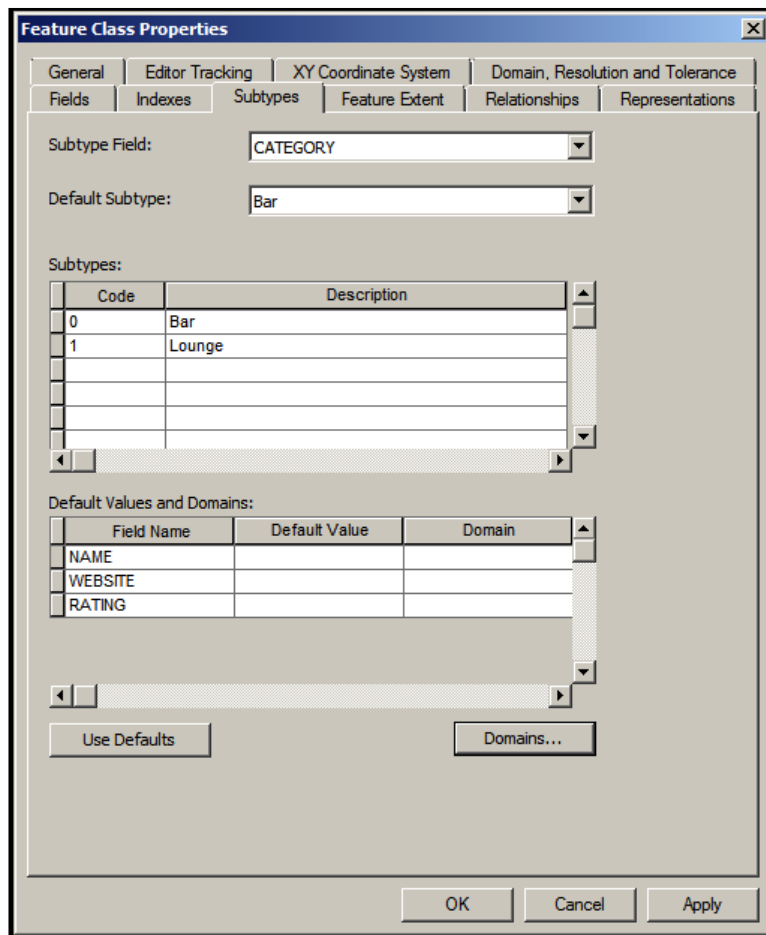 Feature Class Properties
General Editor Tracking XY Coordinate System Domain, Resolution and Tolerance
Fields Indexes Subtypes Feature Extent Relationships Representations
Subtype Field: CATEGORY
Default Subtype: Bar
Subtypes:
Code Description
0 Bar
1 Lounge
Default Values and Domains:
Field Name Default Value Domain
NAME
WEBSITE
RATING
Use Defaults Domains...
OK Cancel Apply